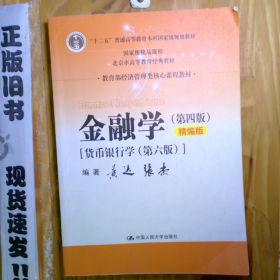 "十二五"普通高等教育本科国家级规划教材
国家级精品课程
北京市高等教育经典教材
教育部经济管理类核心课程教材
金融学(第四版)
精编版
[货币银行学(第六版)]
编著 黄达 张杰
中国人民大学出版社
正版旧书
现货速发!!